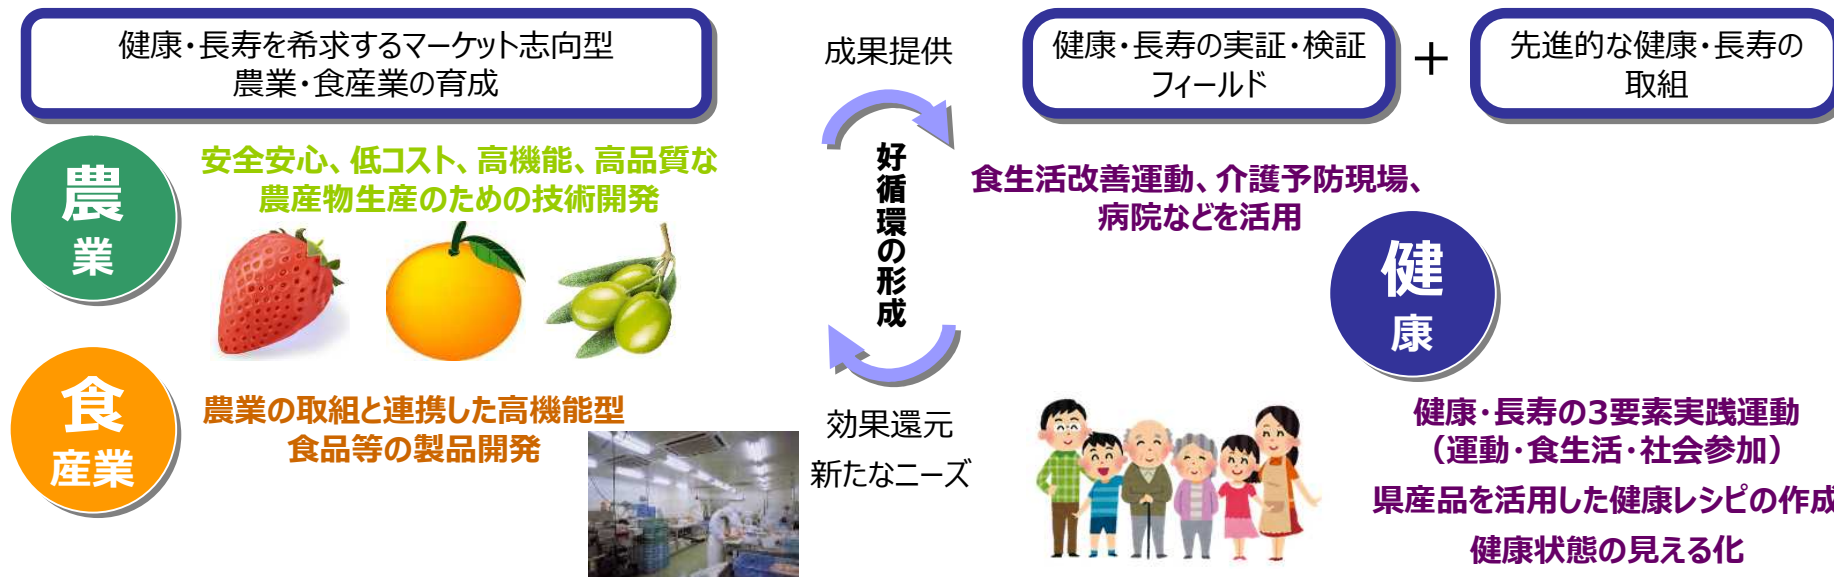 健康・長寿を希求するマーケット志向型
農業・食産業の育成
農
業
安全安心、低コスト、高機能、高品質な
農産物生産のための技術開発
食
産業
農業の取組と連携した高機能型
食品等の製品開発
成果提供
好循環の形成
効果還元
新たなニーズ
健康・長寿の実証・検証
フィールド
＋
先進的な健康・長寿の
取組
食生活改善運動、介護予防現場、
病院などを活用
健
康
健康・長寿の3要素実践運動
（運動・食生活・社会参加）
県産品を活用した健康レシピの作成
健康状態の見える化